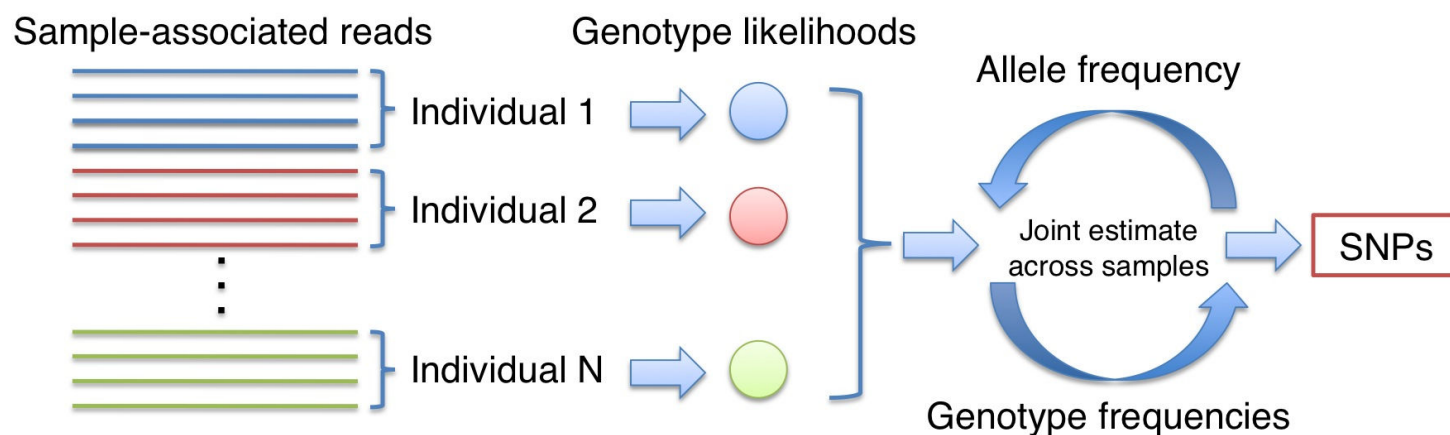 Sample-associated reads
Genotype likelihoods
Allele frequency
Individual 1
Individual 2
Joint estimate
across samples
SNPs
Individual N
Genotype frequencies